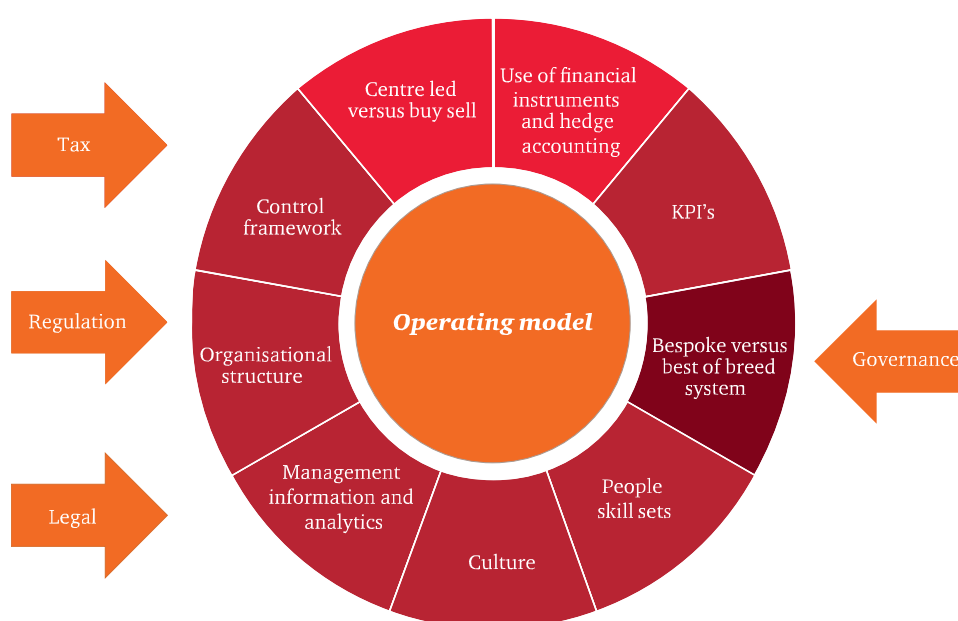 Centre led
versus buy sell
Use of financial
instruments
and hedge
accounting
Tax
Control
framework
KPI's
Regulation
Operating model
Organisational
structure
Bespoke versus
best of breed
system
Governance
Management
information and
analytics
People
skill sets
Legal
Culture